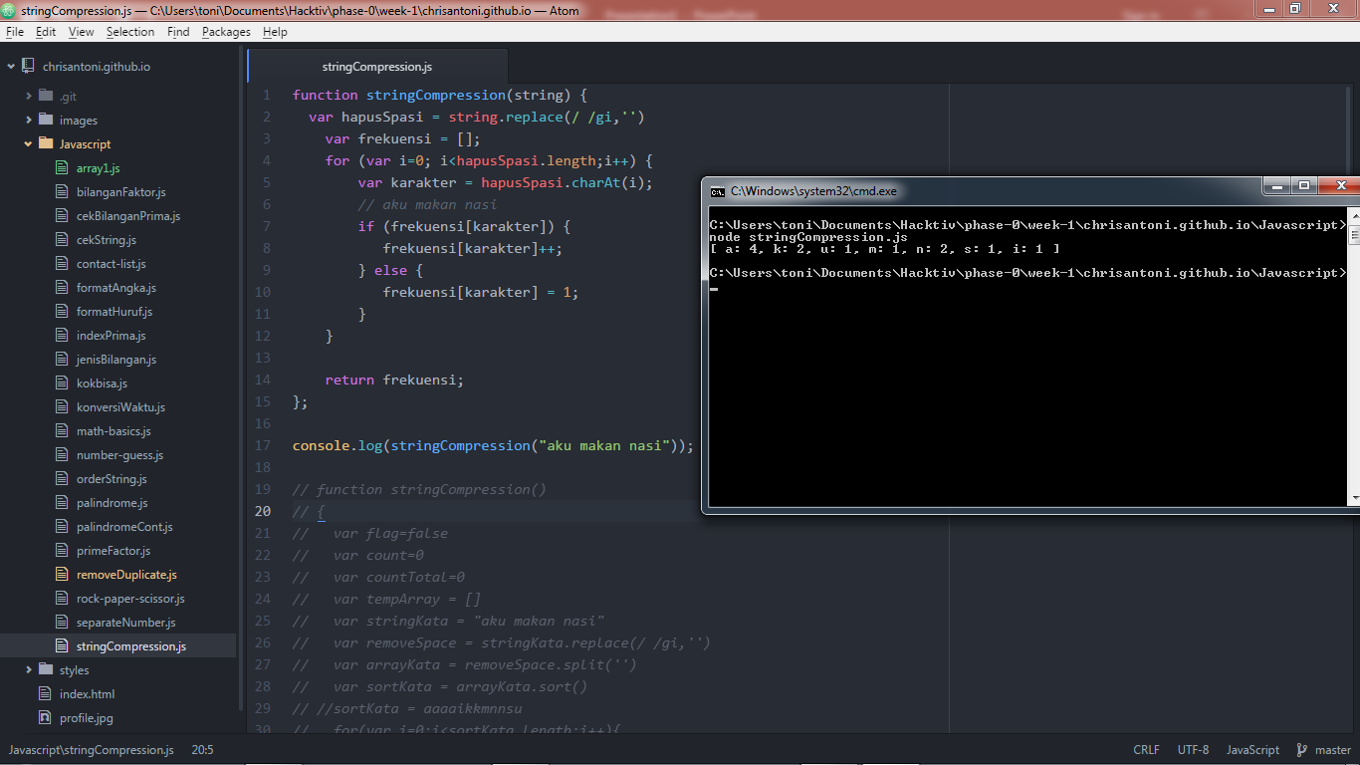 stringCompression.js — C:\Users\toni\Documents\Hacktiv\phase-0\week-1\chrisantoni.github.io — Atom
File Edit View Selection Find Packages Help
chrisantoni.github.io
.git
images
Javascript
array1.js
bilanganFaktor.js
cekBilanganPrima.js
cekString.js
contact-list.js
formatAngka.js
formatHuruf.js
indexPrima.js
jenisBilangan.js
kokbisa.js
konversiWaktu.js
math-basics.js
number-guess.js
orderString.js
palindrome.js
palindromeCont.js
primeFactor.js
removeDuplicate.js
rock-paper-scissor.js
separateNumber.js
stringCompression.js
styles
index.html
profile.jpg
stringCompression.js
1 function stringCompression(string) {
2 var hapusSpasi = string.replace(/ /gi,'')
3 var frekuensi = [];
4 for (var i=0; i<hapusSpasi.length;i++) {
5 var karakter = hapusSpasi.charAt(i);
6 // aku makan nasi
7 if (frekuensi[karakter]) {
8 frekuensi[karakter]++;
9 } else {
10 frekuensi[karakter] = 1;
11 }
12 }
13
14 return frekuensi;
15 };
16
17 console.log(stringCompression("aku makan nasi"));
18
19 // function stringCompression()
20 // {
21 // var flag=false
22 // var count=0
23 // var countTotal=0
24 // var tempArray = []
25 // var stringKata = "aku makan nasi"
26 // var removeSpace = stringKata.replace(/ /gi,'')
27 // var arrayKata = removeSpace.split('')
28 // var sortKata = arrayKata.sort()
29 // //sortKata = aaaaikkmnnsu
30 // for(var i=0;i<sortKata.length;i++){
C:\Windows\system32\cmd.exe
C:\Users\toni\Documents\Hacktiv\phase-0\week-1\chrisantoni.github.io\Javascript>
node stringCompression.js
[ a: 4, k: 2, u: 1, m: 1, n: 2, s: 1, i: 1 ]
C:\Users\toni\Documents\Hacktiv\phase-0\week-1\chrisantoni.github.io\Javascript>
Javascript\stringCompression.js 20:5 CRLF UTF-8 JavaScript master